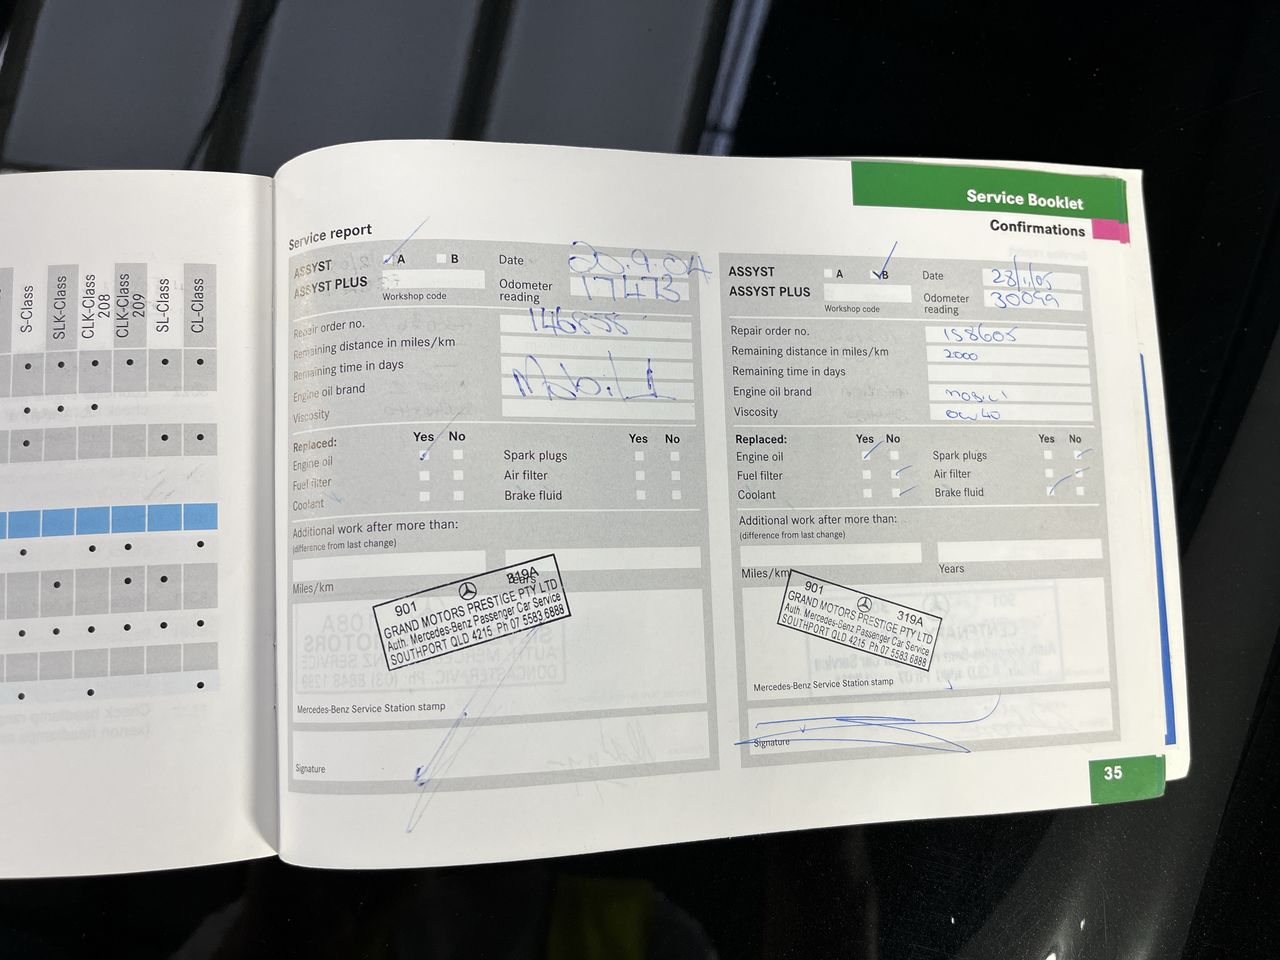 S-Class
SLK-Class
CLK-Class
208
CLK-Class
209
SL-Class
CL-Class
Service Booklet
Confirmations
Service report
ASSYST A B Date 20.9.04
ASSYST PLUS Odometer reading 17473
Workshop code
Repair order no. 146858
Remaining distance in miles/km
Remaining time in days
Engine oil brand Mobil 1
Viscosity
Replaced: Yes No Yes No
Engine oil Spark plugs
Fuel filter Air filter
Coolant Brake fluid
Additional work after more than:
(difference from last change)
Miles/km Years
901 319A
GRAND MOTORS PRESTIGE PTY LTD
Auth. Mercedes-Benz Passenger Car Service
SOUTHPORT QLD 4215 Ph 07 5583 6888
Mercedes-Benz Service Station stamp
Signature
ASSYST A B Date 28/1/05
ASSYST PLUS Odometer reading 30099
Workshop code
Repair order no. 158605
Remaining distance in miles/km 2000
Remaining time in days
Engine oil brand mobil 1
Viscosity 0w40
Replaced: Yes No Yes No
Engine oil Spark plugs
Fuel filter Air filter
Coolant Brake fluid
Additional work after more than:
(difference from last change)
Miles/km Years
901 319A
GRAND MOTORS PRESTIGE PTY LTD
Auth. Mercedes-Benz Passenger Car Service
SOUTHPORT QLD 4215 Ph 07 5583 6888
Mercedes-Benz Service Station stamp
Signature
35